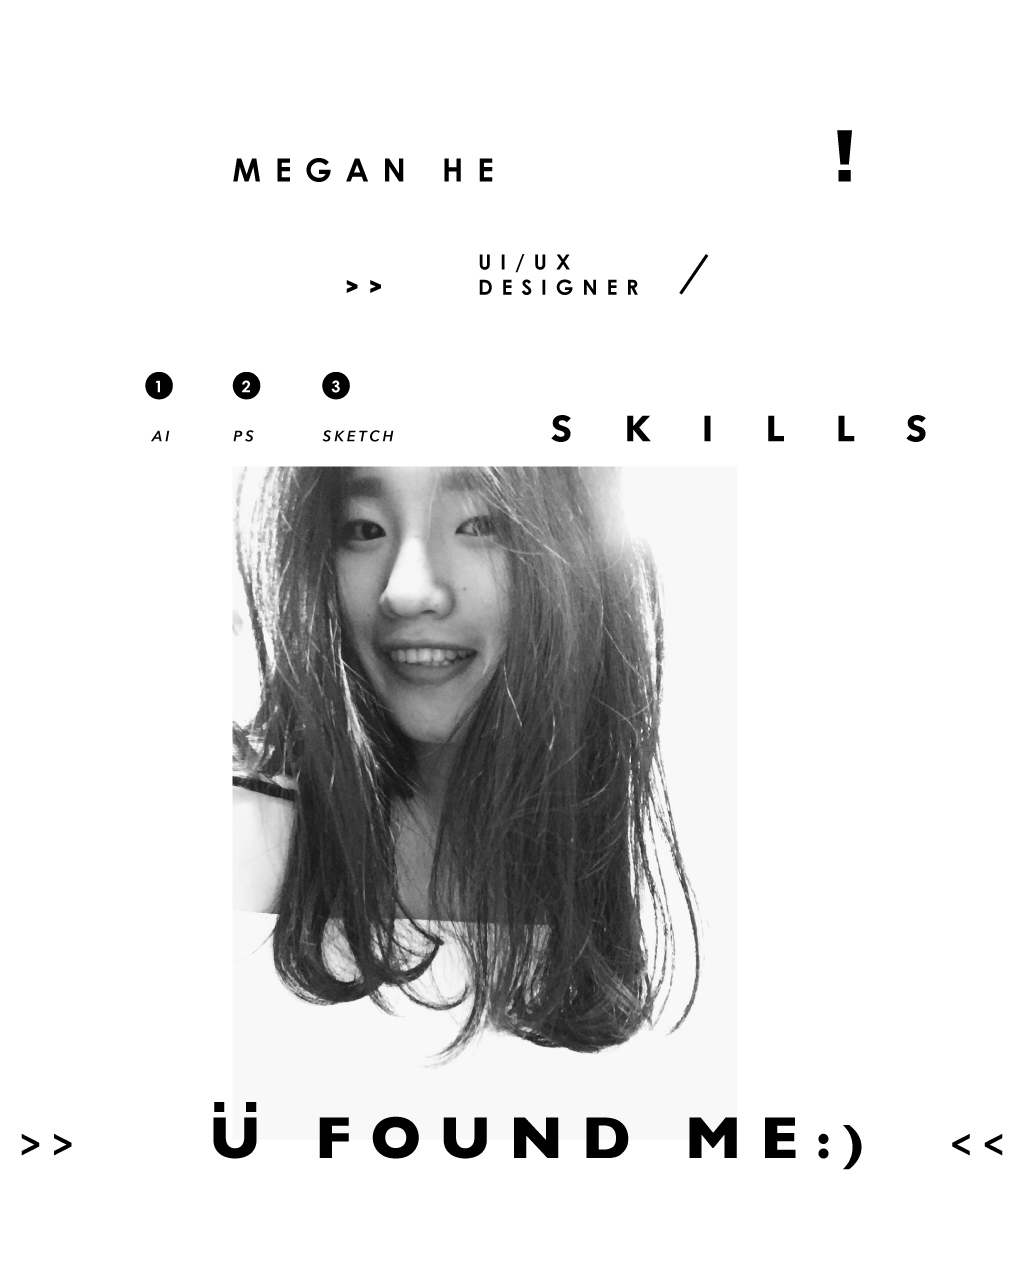 MEGAN HE !
>> UI/UX
DESIGNER /
1 2 3
AI PS SKETCH
SKILLS
>> Ü FOUND ME:) <<